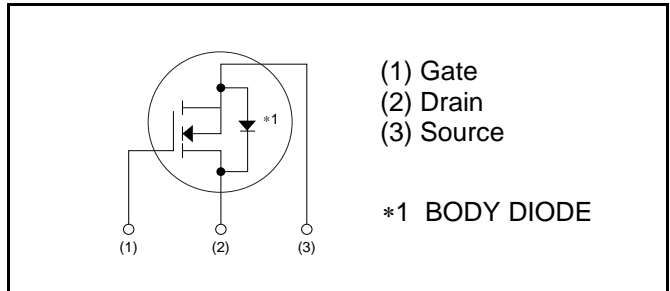 (1) Gate
(2) Drain
(3) Source
∗1
∗1 BODY DIODE
(1) (2) (3)